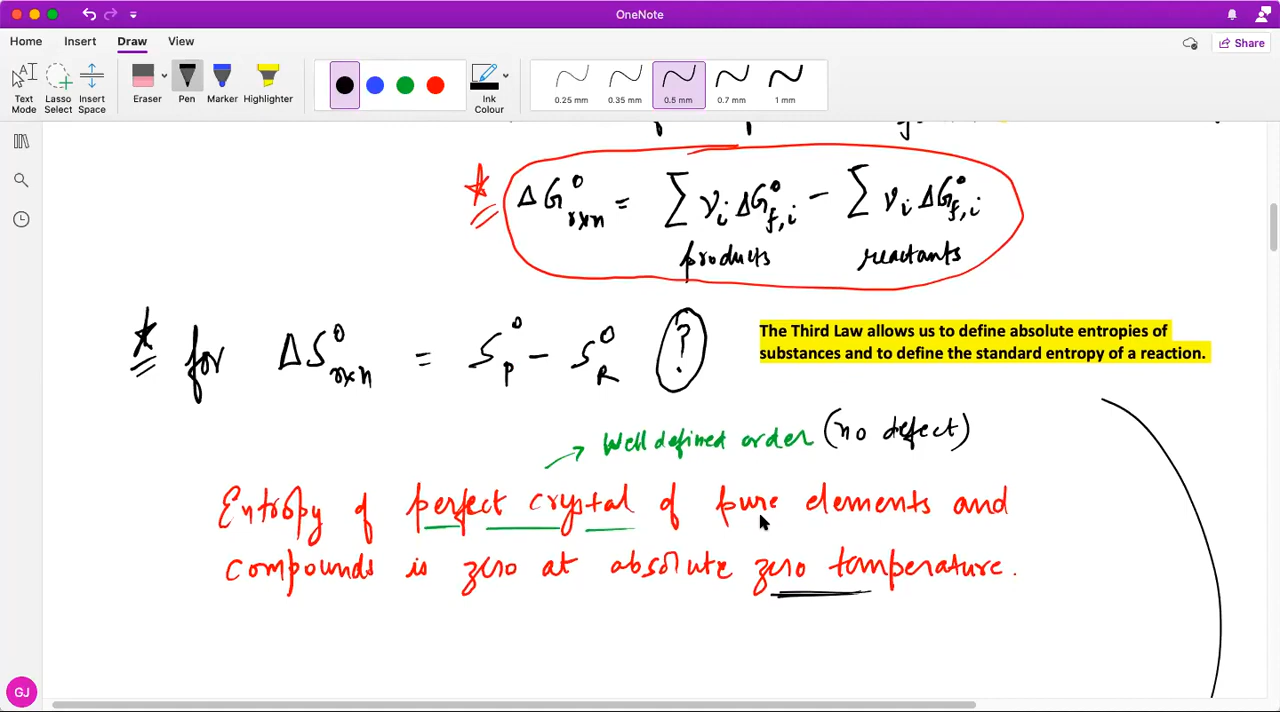 OneNote
Home Insert Draw View
Share
Text Mode
Lasso Select
Insert Space
Eraser
Pen
Marker
Highlighter
Ink Colour
0.25 mm
0.35 mm
0.5 mm
0.7 mm
1 mm
ΔG°rxn = ∑ νi ΔG°f,i − ∑ νi ΔG°f,i
products reactants
* for ΔS°rxn = S°P − S°R ?
The Third Law allows us to define absolute entropies of
substances and to define the standard entropy of a reaction.
→ Well defined order (no defect)
Entropy of perfect crystal of pure elements and
compounds is zero at absolute zero temperature.
GJ